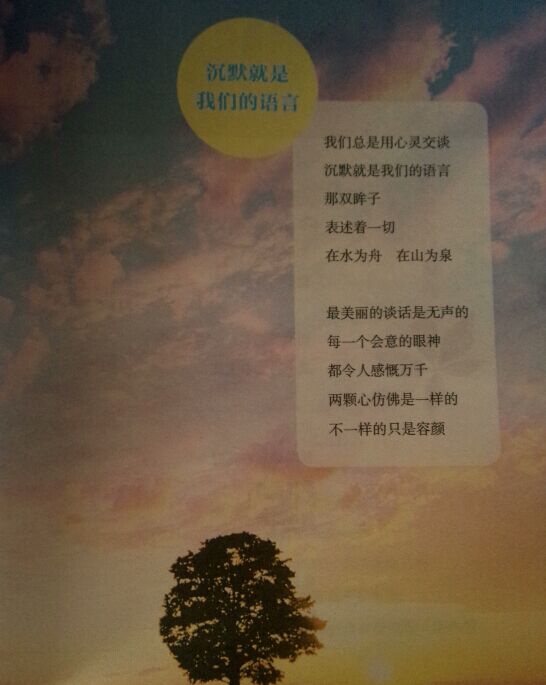 沉默就是
我们的语言
我们总是用心灵交谈
沉默就是我们的语言
那双眸子
表述着一切
在水为舟　在山为泉
最美丽的谈话是无声的
每一个会意的眼神
都令人感慨万千
两颗心仿佛是一样的
不一样的只是容颜